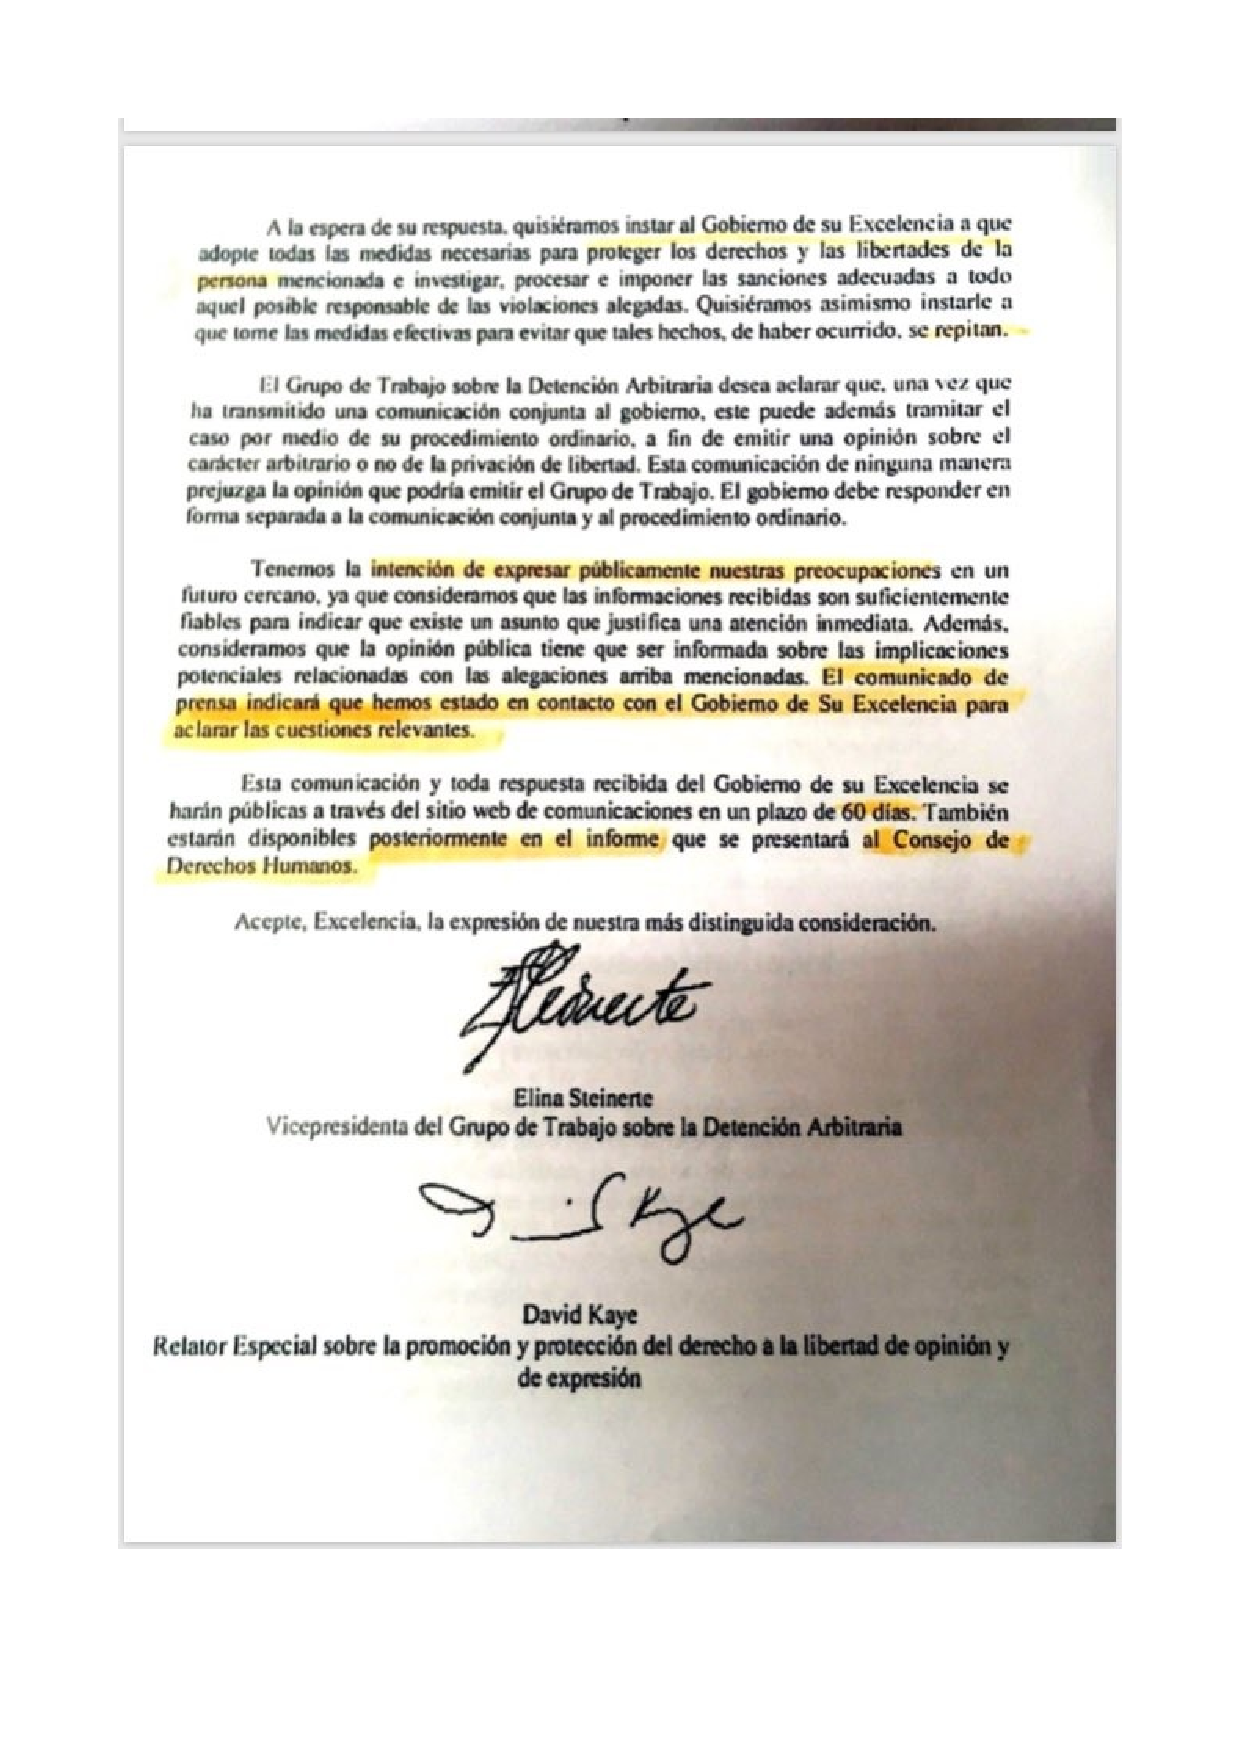 A la espera de su respuesta, quisiéramos instar al Gobierno de su Excelencia a que
adopte todas las medidas necesarias para proteger los derechos y las libertades de la
persona mencionada e investigar, procesar e imponer las sanciones adecuadas a todo
aquel posible responsable de las violaciones alegadas. Quisiéramos asimismo instarle a
que tome las medidas efectivas para evitar que tales hechos, de haber ocurrido, se repitan.
El Grupo de Trabajo sobre la Detención Arbitraria desea aclarar que, una vez que
ha transmitido una comunicación conjunta al gobierno, este puede además tramitar el
caso por medio de su procedimiento ordinario, a fin de emitir una opinión sobre el
carácter arbitrario o no de la privación de libertad. Esta comunicación de ninguna manera
prejuzga la opinión que podría emitir el Grupo de Trabajo. El gobierno debe responder en
forma separada a la comunicación conjunta y al procedimiento ordinario.
Tenemos la intención de expresar públicamente nuestras preocupaciones en un
futuro cercano, ya que consideramos que las informaciones recibidas son suficientemente
fiables para indicar que existe un asunto que justifica una atención inmediata. Además,
consideramos que la opinión pública tiene que ser informada sobre las implicaciones
potenciales relacionadas con las alegaciones arriba mencionadas. El comunicado de
prensa indicará que hemos estado en contacto con el Gobierno de Su Excelencia para
aclarar las cuestiones relevantes.
Esta comunicación y toda respuesta recibida del Gobierno de su Excelencia se
harán públicas a través del sitio web de comunicaciones en un plazo de 60 días. También
estarán disponibles posteriormente en el informe que se presentará al Consejo de
Derechos Humanos.
Acepte, Excelencia, la expresión de nuestra más distinguida consideración.
Elina Steinerte
Vicepresidenta del Grupo de Trabajo sobre la Detención Arbitraria
David Kaye
Relator Especial sobre la promoción y protección del derecho a la libertad de opinión y
de expresión